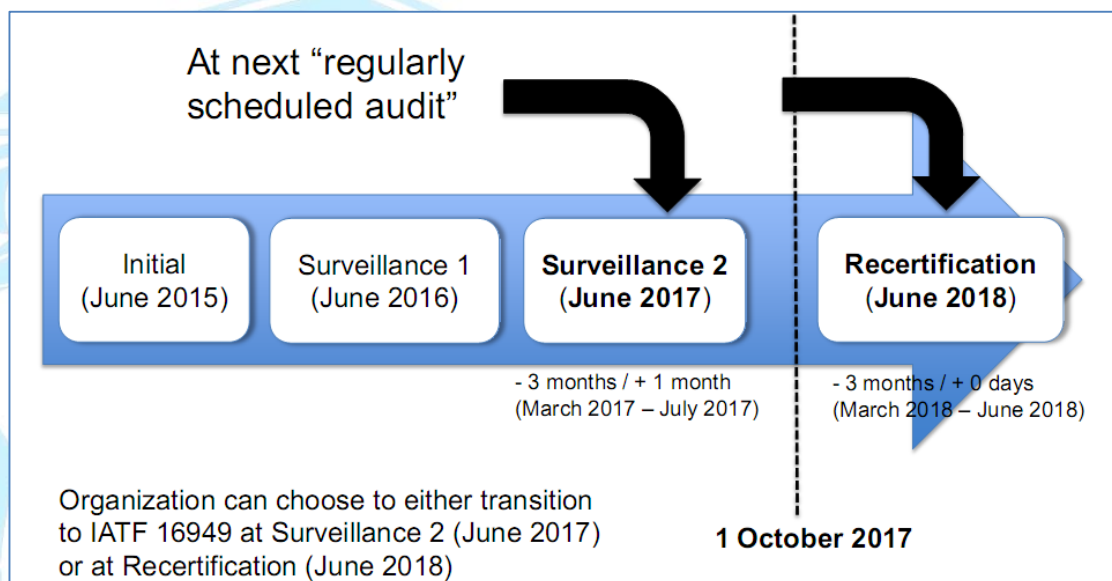 At next “regularly
scheduled audit”
Initial
(June 2015)
Surveillance 1
(June 2016)
Surveillance 2
(June 2017)
Recertification
(June 2018)
- 3 months / + 1 month
(March 2017 – July 2017)
- 3 months / + 0 days
(March 2018 – June 2018)
Organization can choose to either transition
to IATF 16949 at Surveillance 2 (June 2017)
or at Recertification (June 2018)
1 October 2017